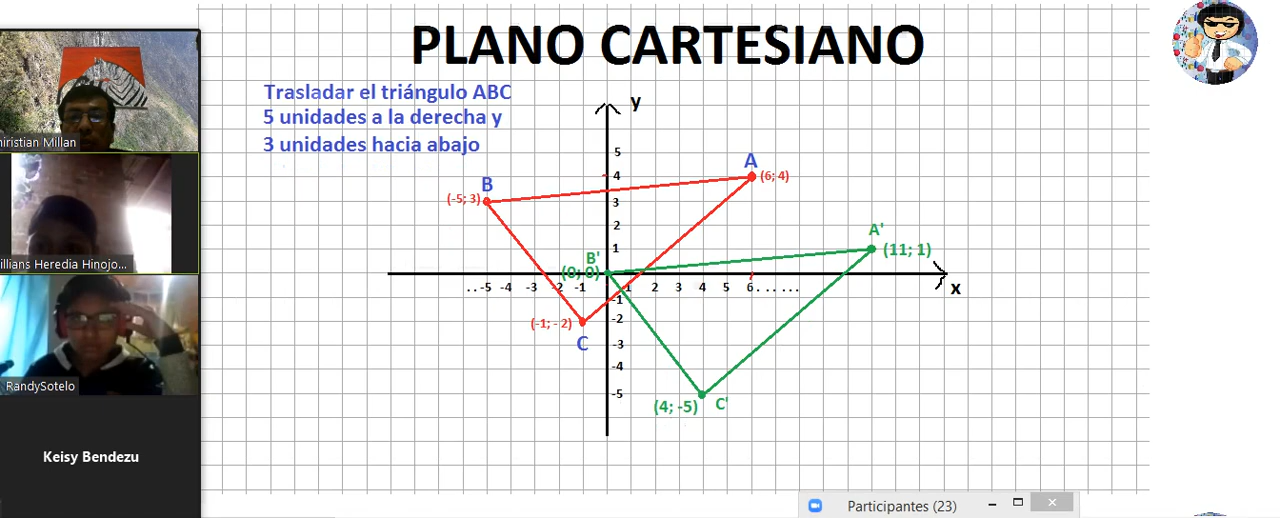 PLANO CARTESIANO
Trasladar el triángulo ABC
5 unidades a la derecha y
3 unidades hacia abajo
y
5
4
3
2
1
A
(6; 4)
B
(-5; 3)
A'
(11; 1)
B'
(0; 0)
x
. . -5 -4 -3 -2 -1 1 2 3 4 5 6 . . . . . .
-1
-2
-3
-4
-5
(-1; - 2)
C
(4; -5)
C'
hiristian Millan
illians Heredia Hinojo...
RandySotelo
Keisy Bendezu
Participantes (23)